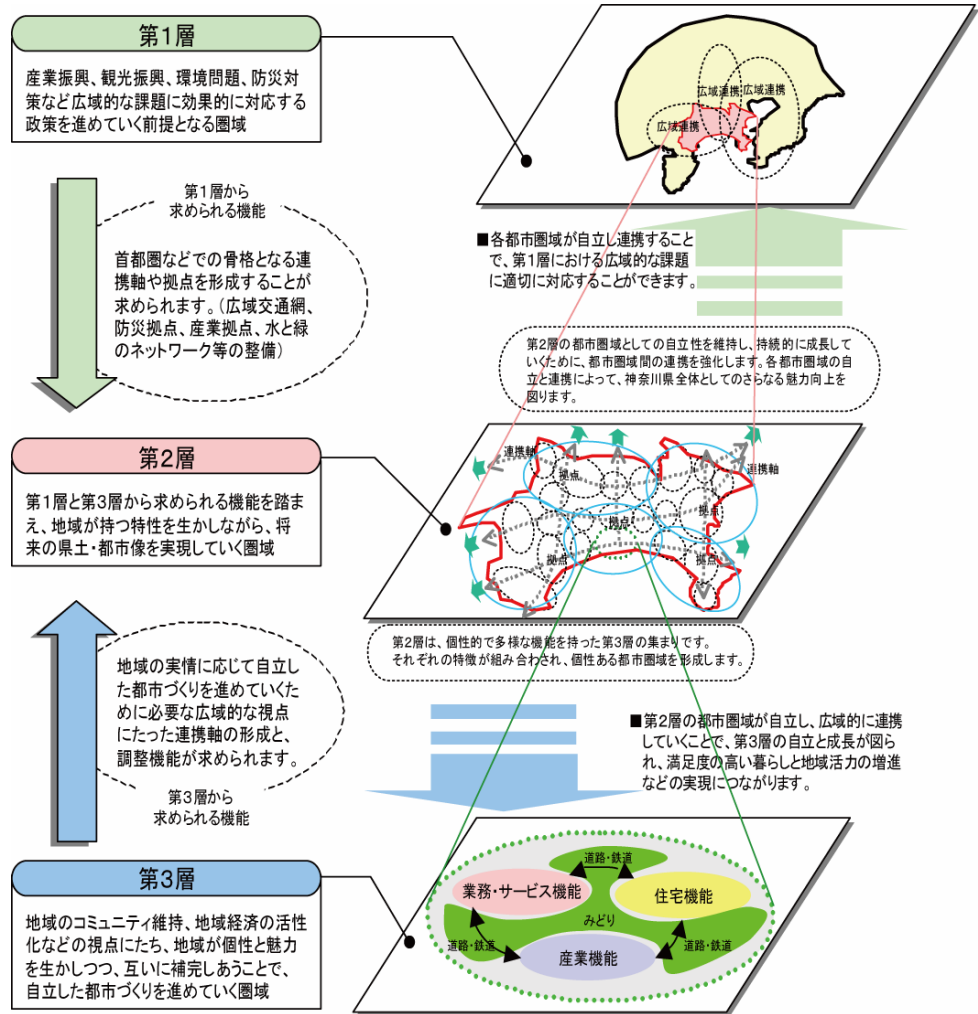 第1層
産業振興、観光振興、環境問題、防災対
策など広域的な課題に効果的に対応する
政策を進めていく前提となる圏域
広域連携
広域連携
広域連携
第1層から
求められる機能
首都圏などでの骨格となる連
携軸や拠点を形成することが
求められます。(広域交通網、
防災拠点、産業拠点、水と緑
のネットワーク等の整備)
■各都市圏域が自立し連携すること
で、第1層における広域的な課題
に適切に対応することができます。
第2層の都市圏域としての自立性を維持し、持続的に成長して
いくために、都市圏域間の連携を強化します。各都市圏域の自
立と連携によって、神奈川県全体としてのさらなる魅力向上を
図ります。
第2層
第1層と第3層から求められる機能を踏ま
え、地域が持つ特性を生かしながら、将
来の県土・都市像を実現していく圏域
連携軸
連携軸
拠点
拠点
拠点
拠点
拠点
第2層は、個性的で多様な機能を持った第3層の集まりです。
それぞれの特徴が組み合わされ、個性ある都市圏域を形成します。
地域の実情に応じて自立し
た都市づくりを進めていくた
めに必要な広域的な視点
にたった連携軸の形成と、
調整機能が求められます。
第3層から
求められる機能
■第2層の都市圏域が自立し、広域的に連携
していくことで、第3層の自立と成長が図ら
れ、満足度の高い暮らしと地域活力の増進
などの実現につながります。
第3層
地域のコミュニティ維持、地域経済の活性
化などの視点にたち、地域が個性と魅力
を生かしつつ、互いに補完しあうことで、
自立した都市づくりを進めていく圏域
道路・鉄道
業務・サービス機能
住宅機能
みどり
道路・鉄道
道路・鉄道
産業機能